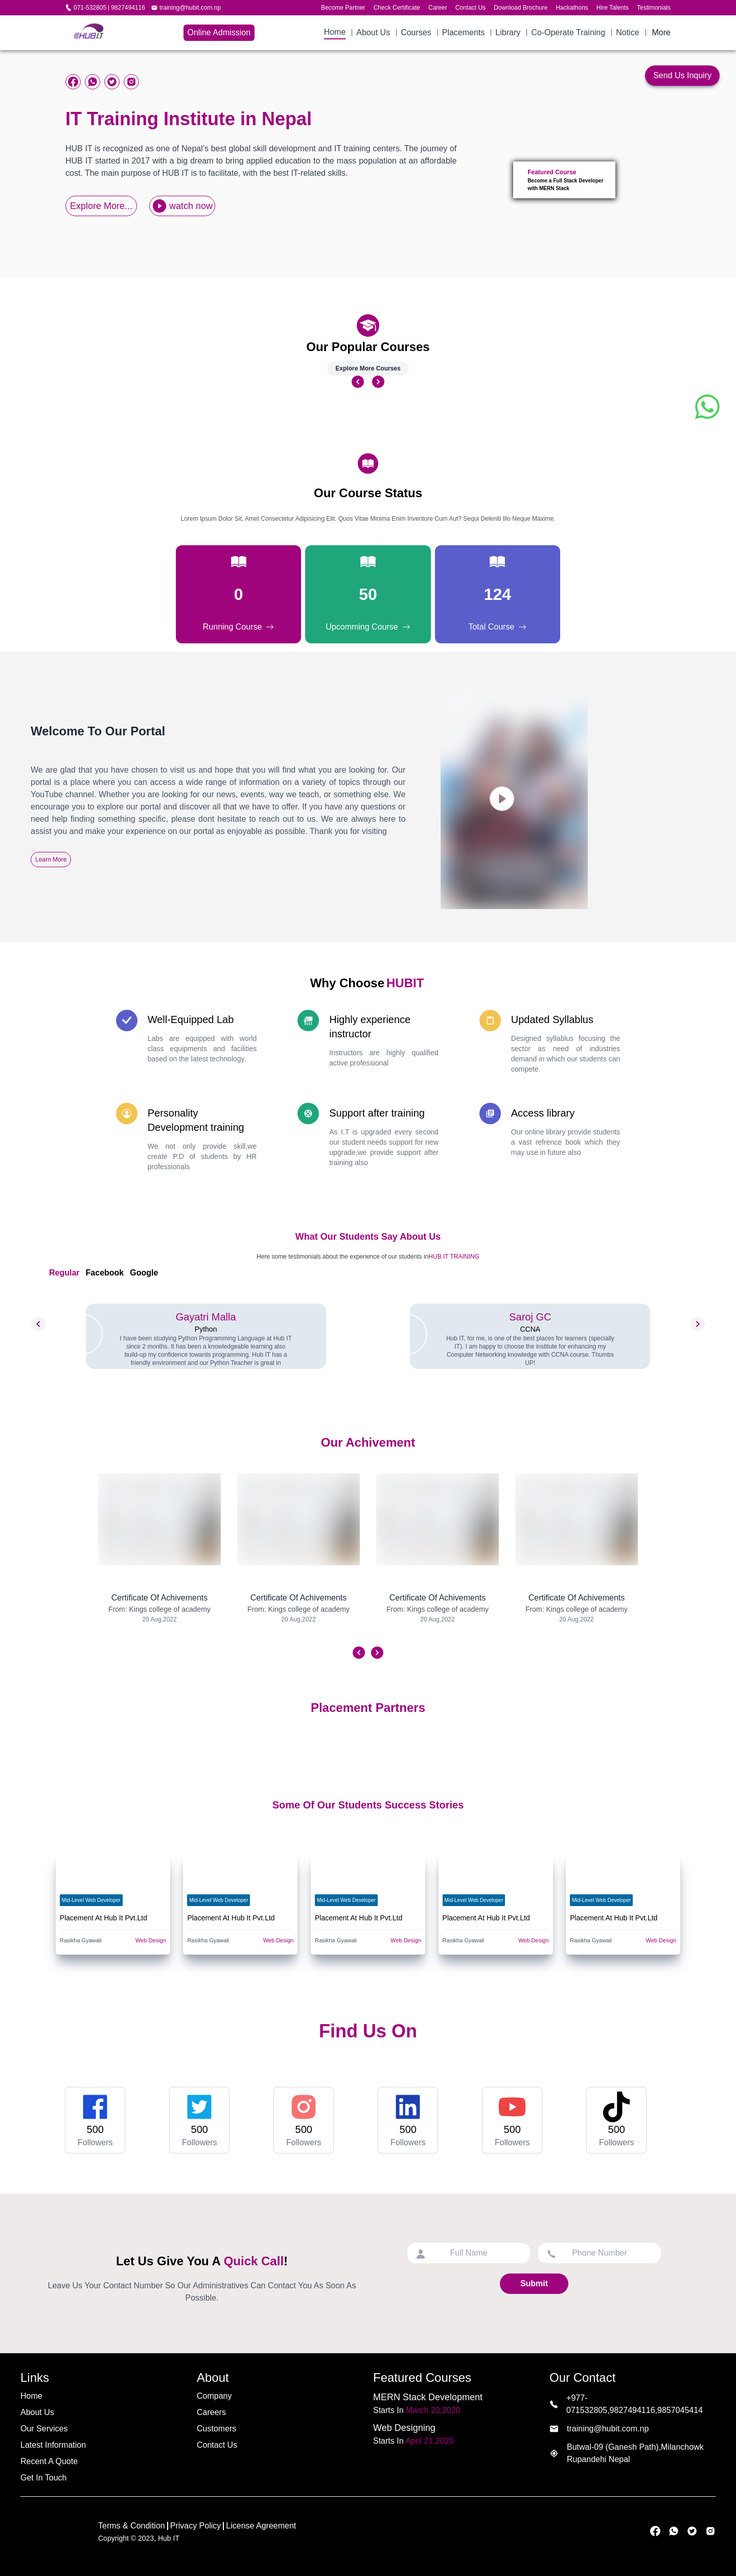 071-532805 l 9827494116
training@hubit.com.np
Become Partner
Check Certificate
Career
Contact Us
Download Brochure
Hackathons
Hire Talents
Testimonials
HUBIT
Online Admission
Home
About Us
Courses
Placements
Library
Co-Operate Training
Notice
More
Send Us Inquiry
IT Training Institute in Nepal
HUB IT is recognized as one of Nepal's best global skill development and IT training centers. The journey of
HUB IT started in 2017 with a big dream to bring applied education to the mass population at an affordable
cost. The main purpose of HUB IT is to facilitate, with the best IT-related skills.
Featured Course
Become a Full Stack Developer
with MERN Stack
Explore More...
watch now
Our Popular Courses
Explore More Courses
Our Course Status
Lorem Ipsum Dolor Sit, Amet Consectetur Adipisicing Elit. Quos Vitae Minima Enim Inventore Cum Aut? Sequi Deleniti Illo Neque Maxime.
0
Running Course
50
Upcomming Course
124
Total Course
Welcome To Our Portal
We are glad that you have chosen to visit us and hope that you will find what you are looking for. Our
portal is a place where you can access a wide range of information on a variety of topics through our
YouTube channel. Whether you are looking for our news, events, way we teach, or something else. We
encourage you to explore our portal and discover all that we have to offer. If you have any questions or
need help finding something specific, please dont hesitate to reach out to us. We are always here to
assist you and make your experience on our portal as enjoyable as possible. Thank you for visiting
Learn More
Why Choose HUBIT
Well-Equipped Lab
Labs are equipped with world
class equipments and facilities
based on the latest technology.
Highly experience
instructor
Instructors are highly qualified
active professional
Updated Syllablus
Designed syllablus focusing the
sector as need of industries
demand in which our students can
compete.
Personality
Development training
We not only provide skill,we
create P.D of students by HR
professionals
Support after training
As I.T is upgraded every second
our student needs support for new
upgrade,we provide support after
training also
Access library
Our online library provide students
a vast refrence book which they
may use in future also
What Our Students Say About Us
Here some testimonials about the experience of our students inHUB IT TRAINING
Regular
Facebook
Google
Gayatri Malla
Python
I have been studying Python Programming Language at Hub IT
since 2 months. It has been a knowledgeable learning also
build-up my confidence towards programming. Hub IT has a
friendly environment and our Python Teacher is great in
Saroj GC
CCNA
Hub IT, for me, is one of the best places for learners (specially
IT). I am happy to choose the institute for enhancing my
Computer Networking knowledge with CCNA course. Thumbs
UP!
Our Achivement
Certificate Of Achivements
From: Kings college of academy
20 Aug,2022
Certificate Of Achivements
From: Kings college of academy
20 Aug,2022
Certificate Of Achivements
From: Kings college of academy
20 Aug,2022
Certificate Of Achivements
From: Kings college of academy
20 Aug,2022
Placement Partners
Some Of Our Students Success Stories
Mid-Level Web Developer
Placement At Hub It Pvt.Ltd
Rasikha Gyawali
Web Design
Mid-Level Web Developer
Placement At Hub It Pvt.Ltd
Rasikha Gyawali
Web Design
Mid-Level Web Developer
Placement At Hub It Pvt.Ltd
Rasikha Gyawali
Web Design
Mid-Level Web Developer
Placement At Hub It Pvt.Ltd
Rasikha Gyawali
Web Design
Mid-Level Web Developer
Placement At Hub It Pvt.Ltd
Rasikha Gyawali
Web Design
Find Us On
500
Followers
500
Followers
500
Followers
500
Followers
500
Followers
500
Followers
Let Us Give You A Quick Call!
Leave Us Your Contact Number So Our Administratives Can Contact You As Soon As
Possible.
Full Name
Phone Number
Submit
Links
Home
About Us
Our Services
Latest Information
Recent A Quote
Get In Touch
About
Company
Careers
Customers
Contact Us
Featured Courses
MERN Stack Development
Starts In March 20,2020
Web Designing
Starts In April 21,2020
Our Contact
+977-
071532805,9827494116,9857045414
training@hubit.com.np
Butwal-09 (Ganesh Path),Milanchowk
Rupandehi Nepal
Terms & Condition
Privacy Policy
License Agreement
Copyright © 2023, Hub IT